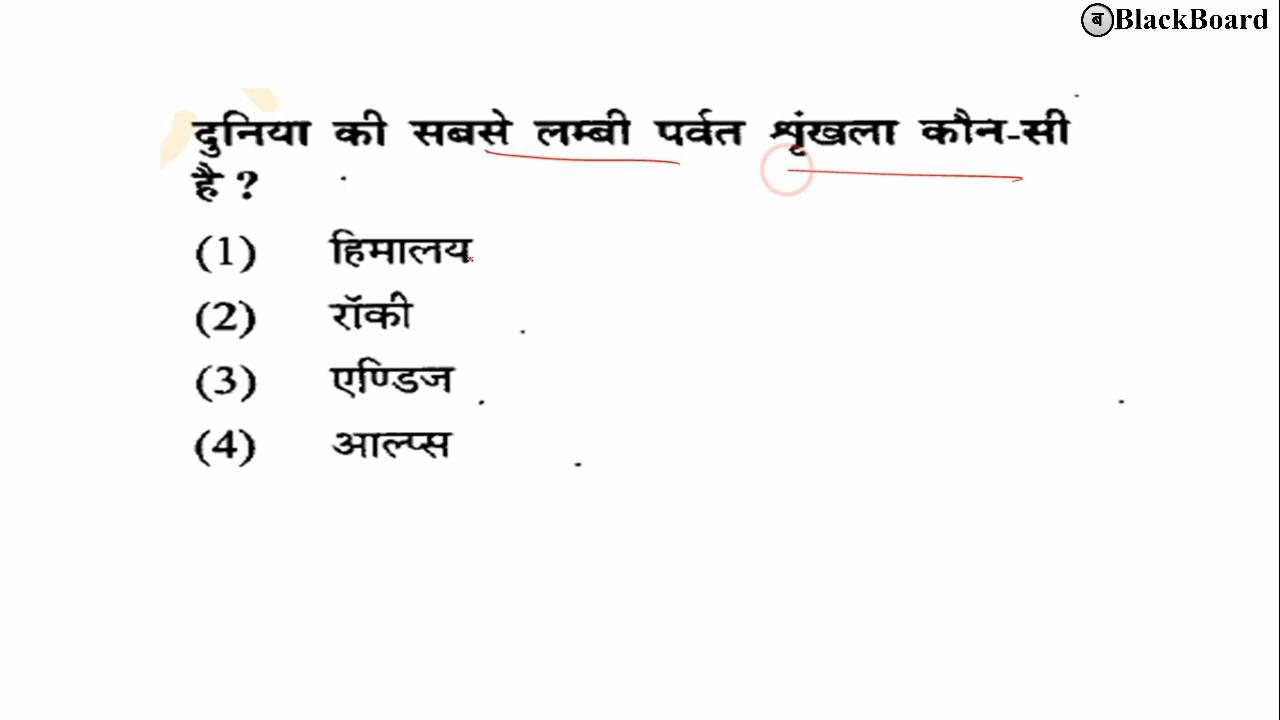 ब BlackBoard
दुनिया की सबसे लम्बी पर्वत शृंखला कौन-सी
है ?
(1) हिमालय
(2) रॉकी
(3) एण्डिज
(4) आल्प्स